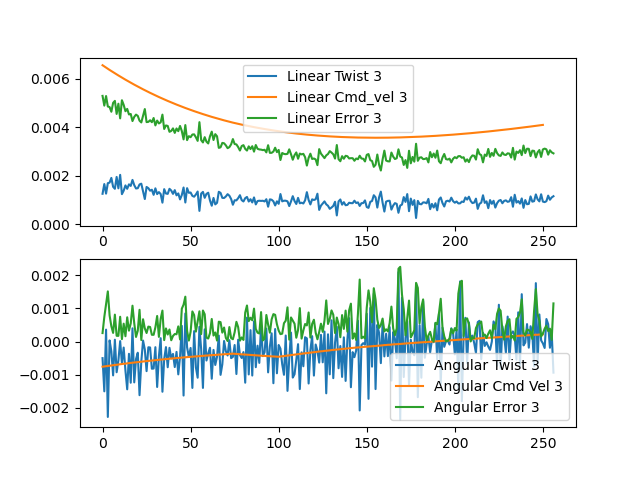 0.006
0.004
0.002
0.000
Linear Twist 3
Linear Cmd_vel 3
Linear Error 3
0 50 100 150 200 250
0.002
0.001
0.000
−0.001
−0.002
Angular Twist 3
Angular Cmd Vel 3
Angular Error 3
0 50 100 150 200 250